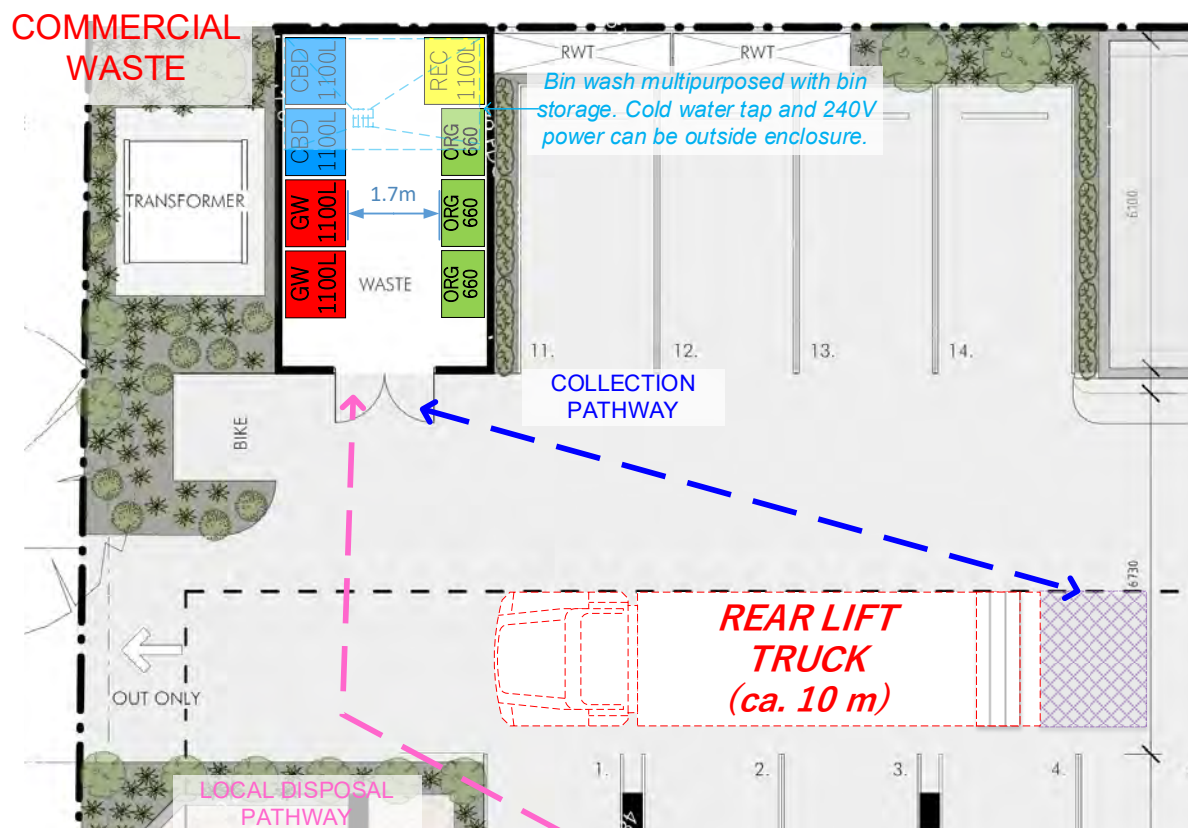 COMMERCIAL
WASTE
CBD
1100L
REC
1100L
RWT
RWT
Bin wash multipurposed with bin
storage. Cold water tap and 240V
power can be outside enclosure.
CBD
1100L
ORG
660
TRANSFORMER
GW
1100L
1.7m
ORG
660
6100
GW
1100L
WASTE
ORG
660
11.
12.
13.
14.
COLLECTION
PATHWAY
BIKE
6730
REAR LIFT
TRUCK
(ca. 10 m)
OUT ONLY
1.
2.
3.
4.
LOCAL DISPOSAL
PATHWAY